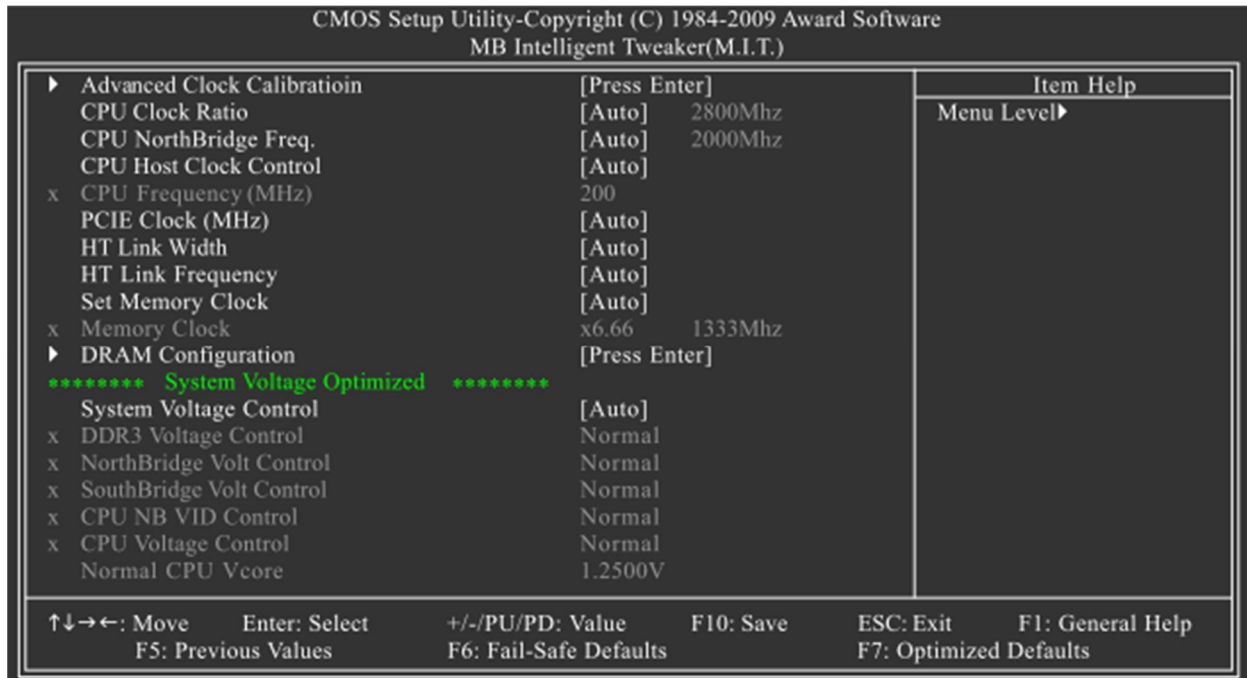 CMOS Setup Utility-Copyright (C) 1984-2009 Award Software
MB Intelligent Tweaker(M.I.T.)
▶ Advanced Clock Calibratioin [Press Enter]
CPU Clock Ratio [Auto] 2800Mhz
CPU NorthBridge Freq. [Auto] 2000Mhz
CPU Host Clock Control [Auto]
x CPU Frequency (MHz) 200
PCIE Clock (MHz) [Auto]
HT Link Width [Auto]
HT Link Frequency [Auto]
Set Memory Clock [Auto]
x Memory Clock x6.66 1333Mhz
▶ DRAM Configuration [Press Enter]
******** System Voltage Optimized ********
System Voltage Control [Auto]
x DDR3 Voltage Control Normal
x NorthBridge Volt Control Normal
x SouthBridge Volt Control Normal
x CPU NB VID Control Normal
x CPU Voltage Control Normal
Normal CPU Vcore 1.2500V
Item Help
Menu Level▶
↑↓→←: Move Enter: Select +/-/PU/PD: Value F10: Save ESC: Exit F1: General Help
F5: Previous Values F6: Fail-Safe Defaults F7: Optimized Defaults